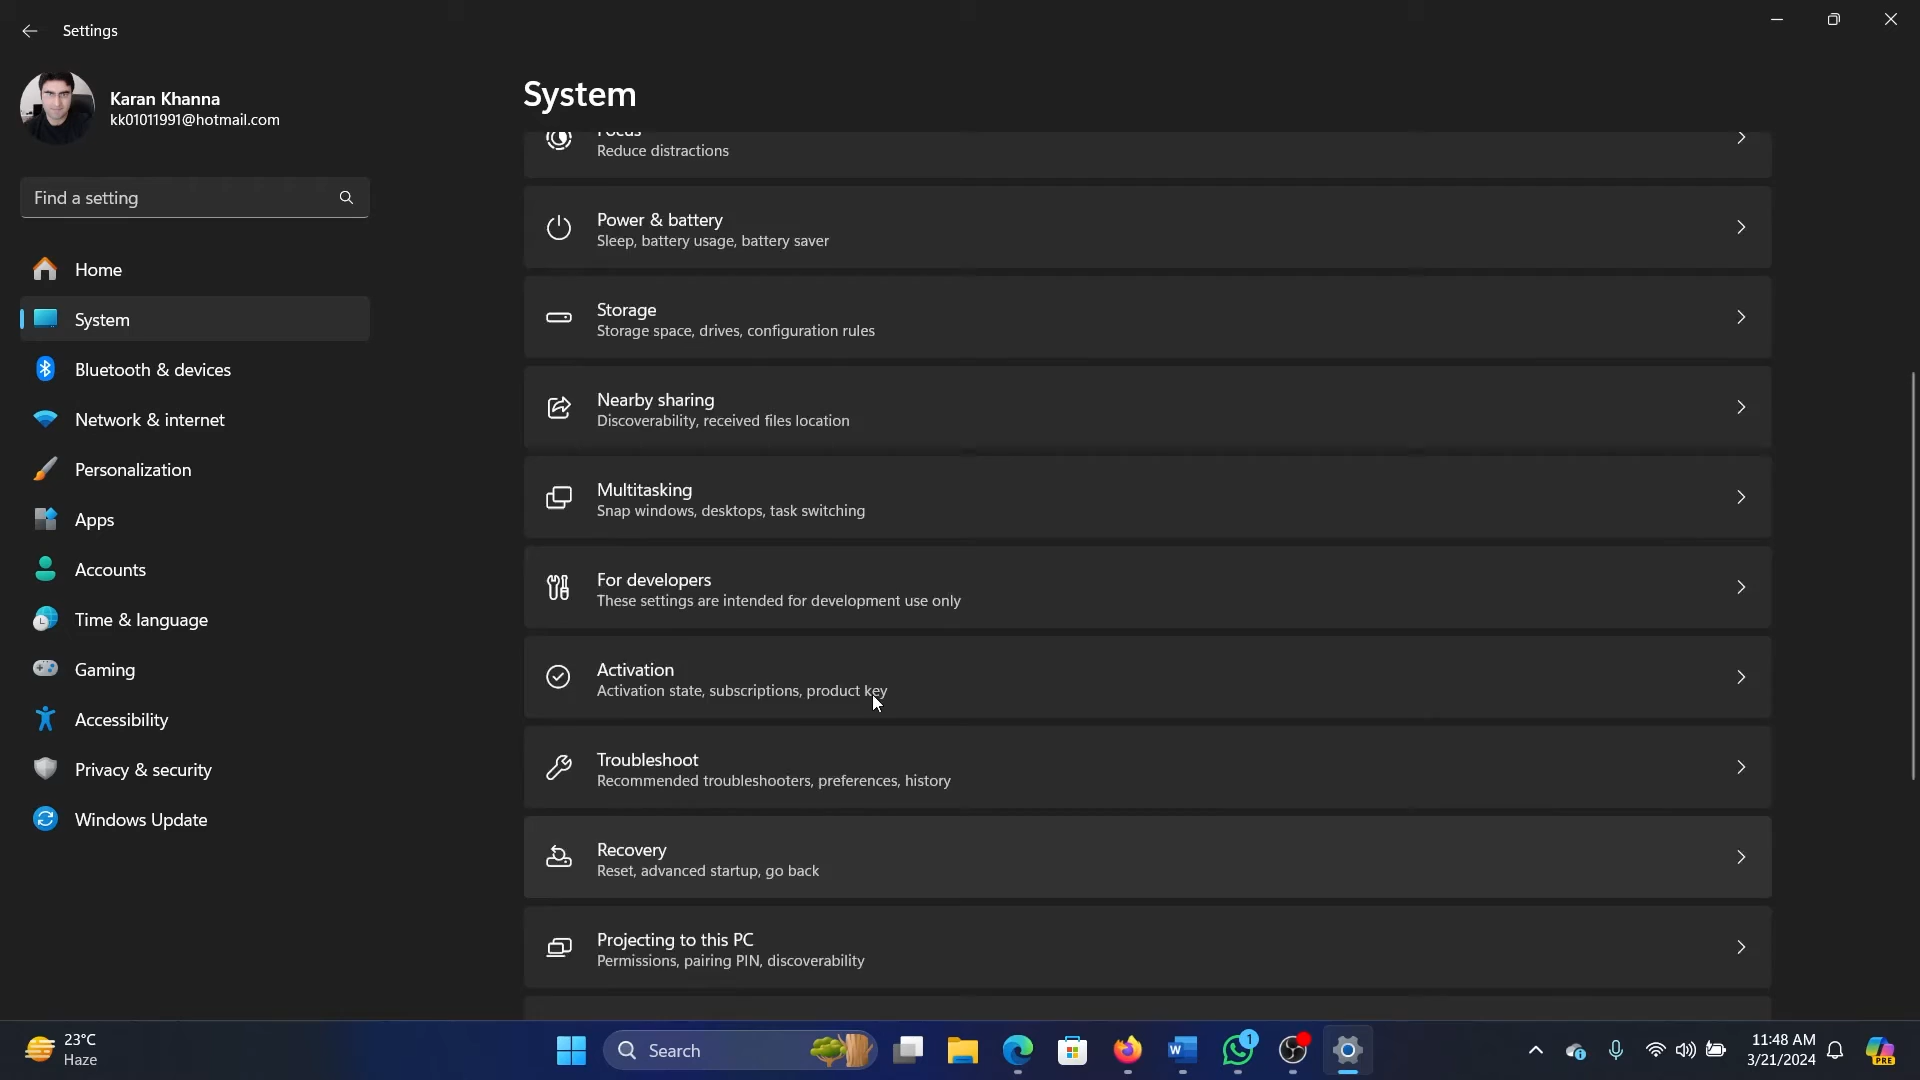 Settings
Karan Khanna
kk01011991@hotmail.com
Find a setting
Home
System
Bluetooth & devices
Network & internet
Personalization
Apps
Accounts
Time & language
Gaming
Accessibility
Privacy & security
Windows Update
System
Focus
Reduce distractions
Power & battery
Sleep, battery usage, battery saver
Storage
Storage space, drives, configuration rules
Nearby sharing
Discoverability, received files location
Multitasking
Snap windows, desktops, task switching
For developers
These settings are intended for development use only
Activation
Activation state, subscriptions, product key
Troubleshoot
Recommended troubleshooters, preferences, history
Recovery
Reset, advanced startup, go back
Projecting to this PC
Permissions, pairing PIN, discoverability
23°C
Haze
Search
W
1
11:48 AM
3/21/2024
PRE